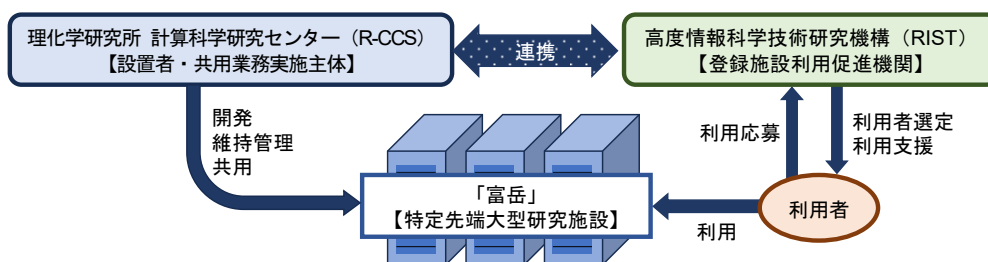 理化学研究所 計算科学研究センター（R-CCS）
【設置者・共用業務実施主体】
連携
高度情報科学技術研究機構（RIST）
【登録施設利用促進機関】
開発
維持管理
共用
利用応募
利用者選定
利用支援
「富岳」
【特定先端大型研究施設】
利用
利用者